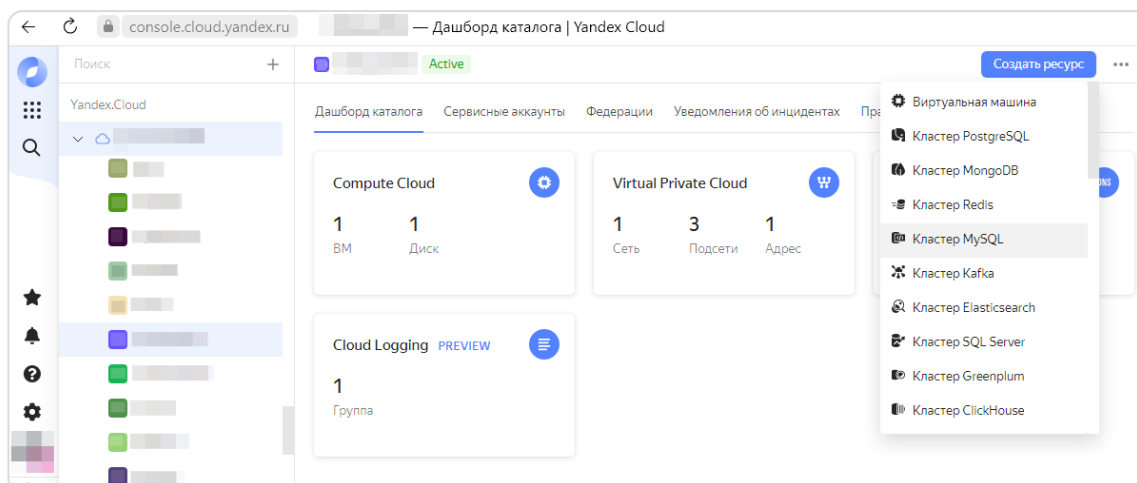 console.cloud.yandex.ru — Дашборд каталога | Yandex Cloud
Поиск
Active
Создать ресурс
Yandex.Cloud
Дашборд каталога Сервисные аккаунты Федерации Уведомления об инцидентах
Виртуальная машина
Кластер PostgreSQL
Кластер MongoDB
Кластер Redis
Кластер MySQL
Кластер Kafka
Кластер Elasticsearch
Кластер SQL Server
Кластер Greenplum
Кластер ClickHouse
Compute Cloud
1 1
ВМ Диск
Virtual Private Cloud
1 3 1
Сеть Подсети Адрес
Cloud Logging PREVIEW
1
Группа